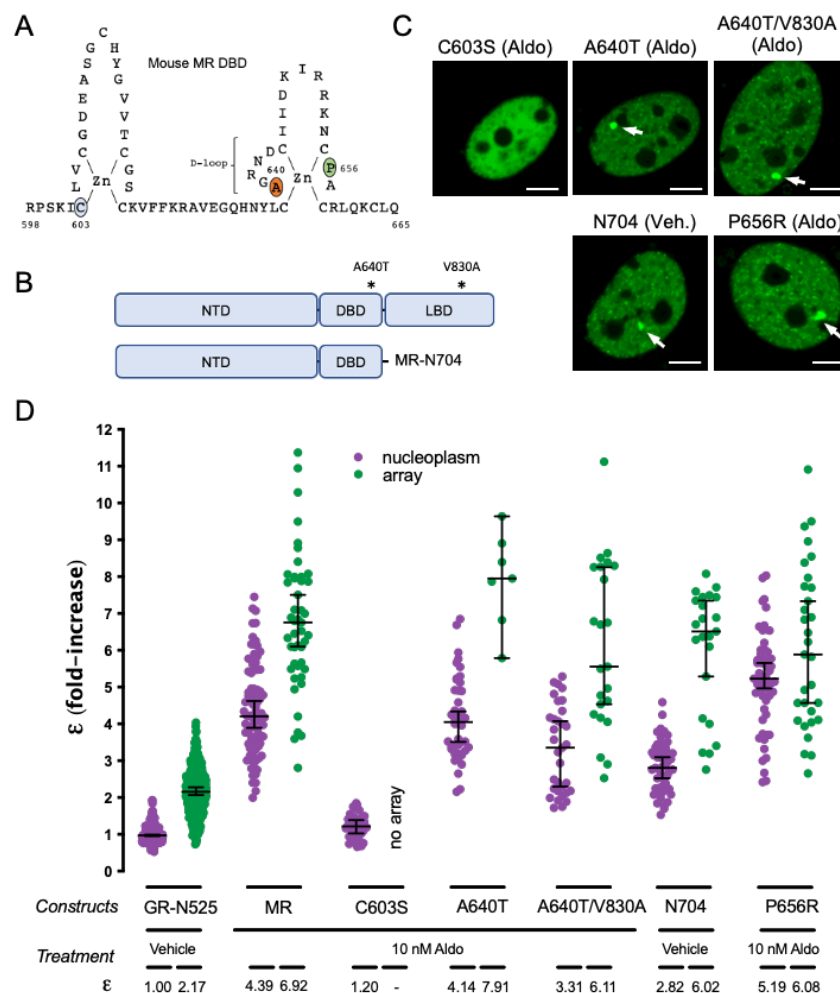 A
Mouse MR DBD
C H Y G V V T C G S
S G S A E D G C V L
Zn
D-loop
K D I I C
I R R K N C P A
D N R G A
640
656
Zn
RPSKIC
CKVFFKRAVEGQHNYLC
CRLQKCLQ
598
603
665
B
A640T
V830A
*
*
NTD
DBD
LBD
NTD
DBD
MR-N704
C
C603S (Aldo)
A640T (Aldo)
A640T/V830A
(Aldo)
N704 (Veh.)
P656R (Aldo)
D
ε (fold-increase)
12
11
10
9
8
7
6
5
4
3
2
1
0
nucleoplasm
array
no array
Constructs GR-N525 MR C603S A640T A640T/V830A N704 P656R
Treatment Vehicle 10 nM Aldo Vehicle 10 nM Aldo
ε 1.00 2.17 4.39 6.92 1.20 - 4.14 7.91 3.31 6.11 2.82 6.02 5.19 6.08